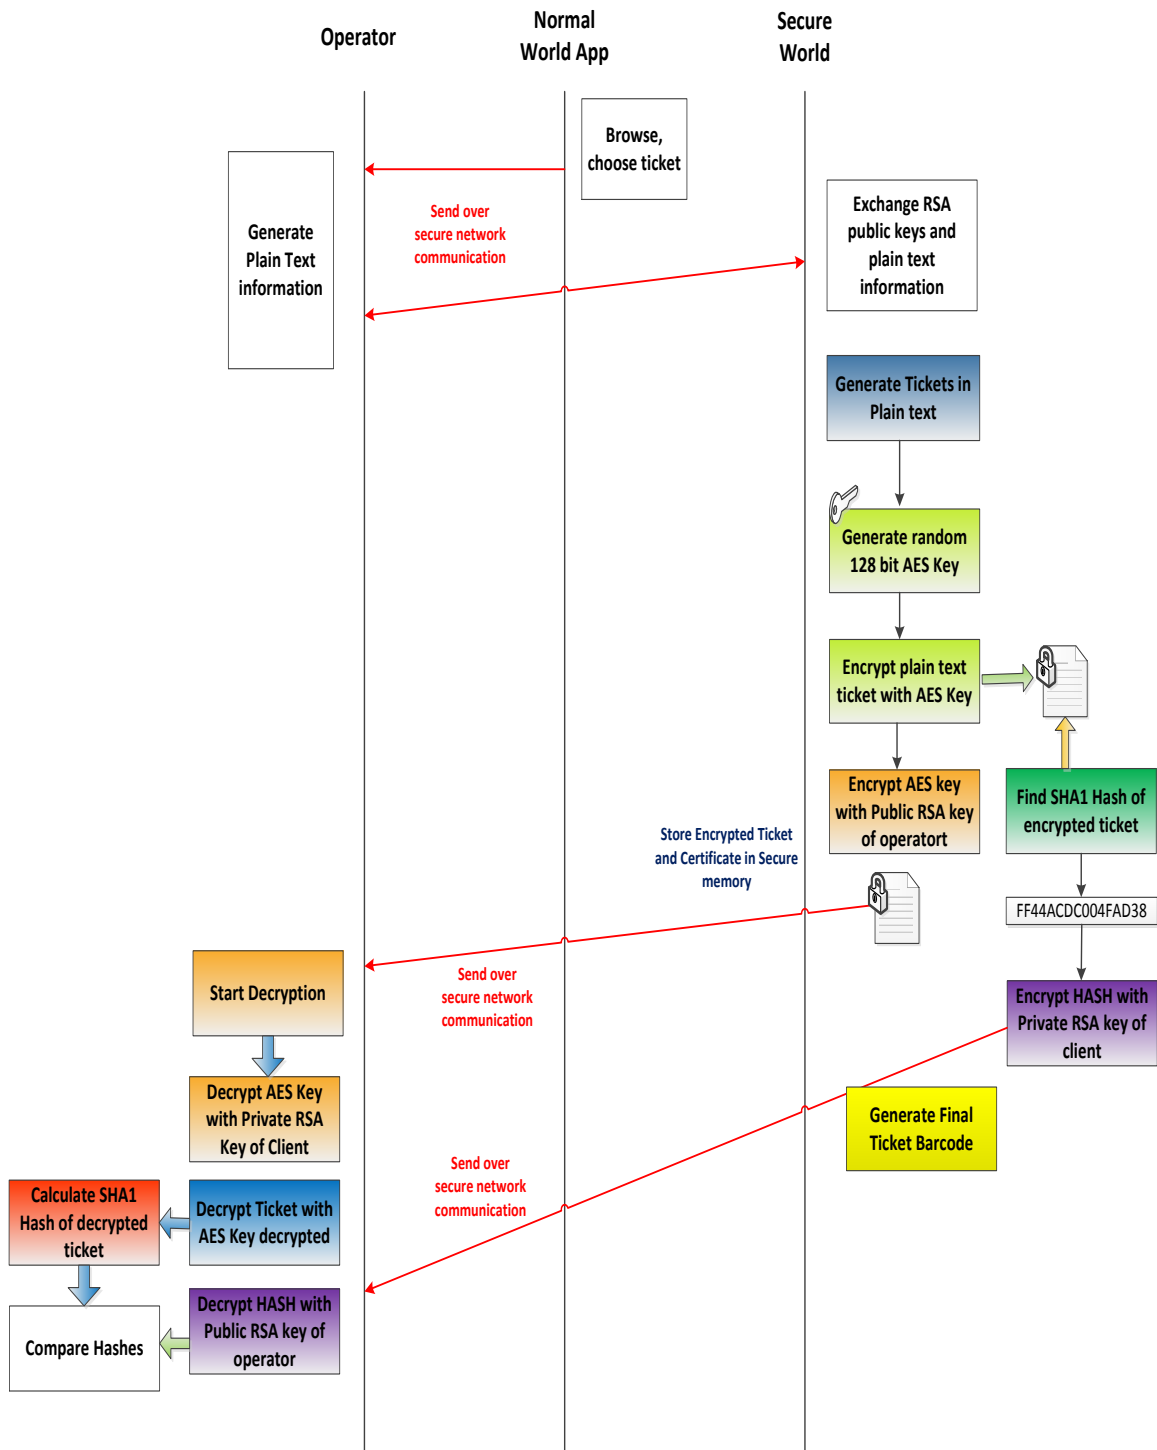 Operator
Normal
World App
Secure
World
Browse,
choose ticket
Generate
Plain Text
information
Send over
secure network
communication
Exchange RSA
public keys and
plain text
information
Generate Tickets in
Plain text
Generate random
128 bit AES Key
Encrypt plain text
ticket with AES Key
Encrypt AES key
with Public RSA key
of operatort
Find SHA1 Hash of
encrypted ticket
Store Encrypted Ticket
and Certificate in Secure
memory
FF44ACDC004FAD38
Send over
secure network
communication
Start Decryption
Encrypt HASH with
Private RSA key of
client
Decrypt AES Key
with Private RSA
Key of Client
Generate Final
Ticket Barcode
Send over
secure network
communication
Calculate SHA1
Hash of decrypted
ticket
Decrypt Ticket with
AES Key decrypted
Decrypt HASH with
Public RSA key of
operator
Compare Hashes